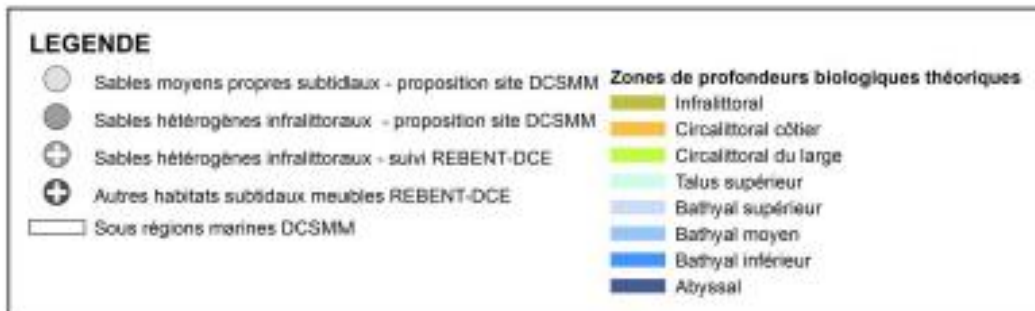 LEGENDE
Sables moyens propres subtidiaux - proposition site DCSMM
Sables hétérogènes infralittoraux - proposition site DCSMM
Sables hétérogènes infralittoraux - suivi REBENT-DCE
Autres habitats subtidaux meubles REBENT-DCE
Sous régions marines DCSMM
Zones de profondeurs biologiques théoriques
Infralittoral
Circalittoral côtier
Circalittoral du large
Talus supérieur
Bathyal supérieur
Bathyal moyen
Bathyal inférieur
Abyssal